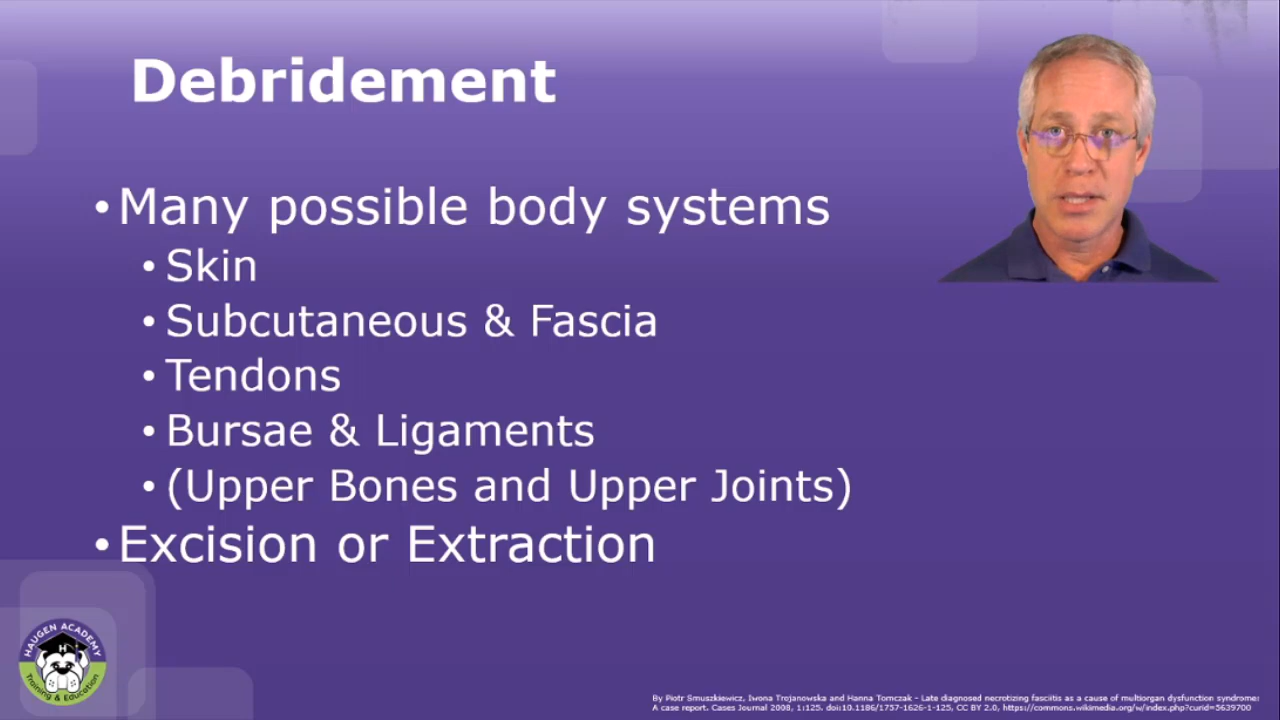 Debridement
•Many possible body systems
•Skin
•Subcutaneous & Fascia
•Tendons
•Bursae & Ligaments
•(Upper Bones and Upper Joints)
•Excision or Extraction
HAUGEN ACADEMY
H
Training & Education
By Piotr Smuszkiewicz, Iwona Trojanowska and Hanna Tomczak - Late diagnosed necrotizing fasciitis as a cause of multiorgan dysfunction syndrome:
A case report. Cases Journal 2008, 1:125. doi:10.1186/1757-1626-1-125, CC BY 2.0, https://commons.wikimedia.org/w/index.php?curid=5639700